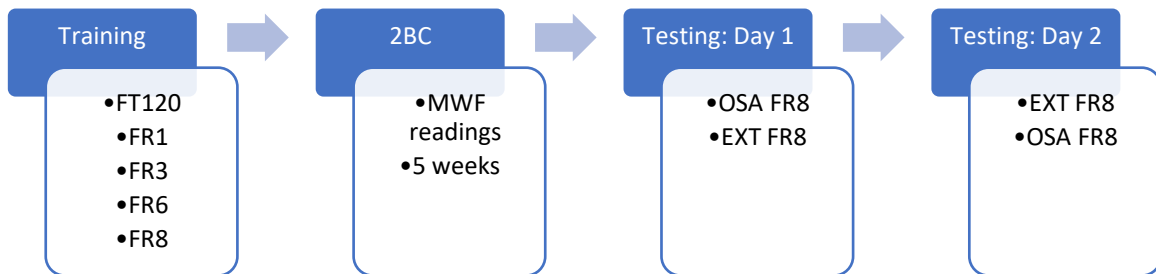 Training
•FT120
•FR1
•FR3
•FR6
•FR8
2BC
•MWF
readings
•5 weeks
Testing: Day 1
•OSA FR8
•EXT FR8
Testing: Day 2
•EXT FR8
•OSA FR8